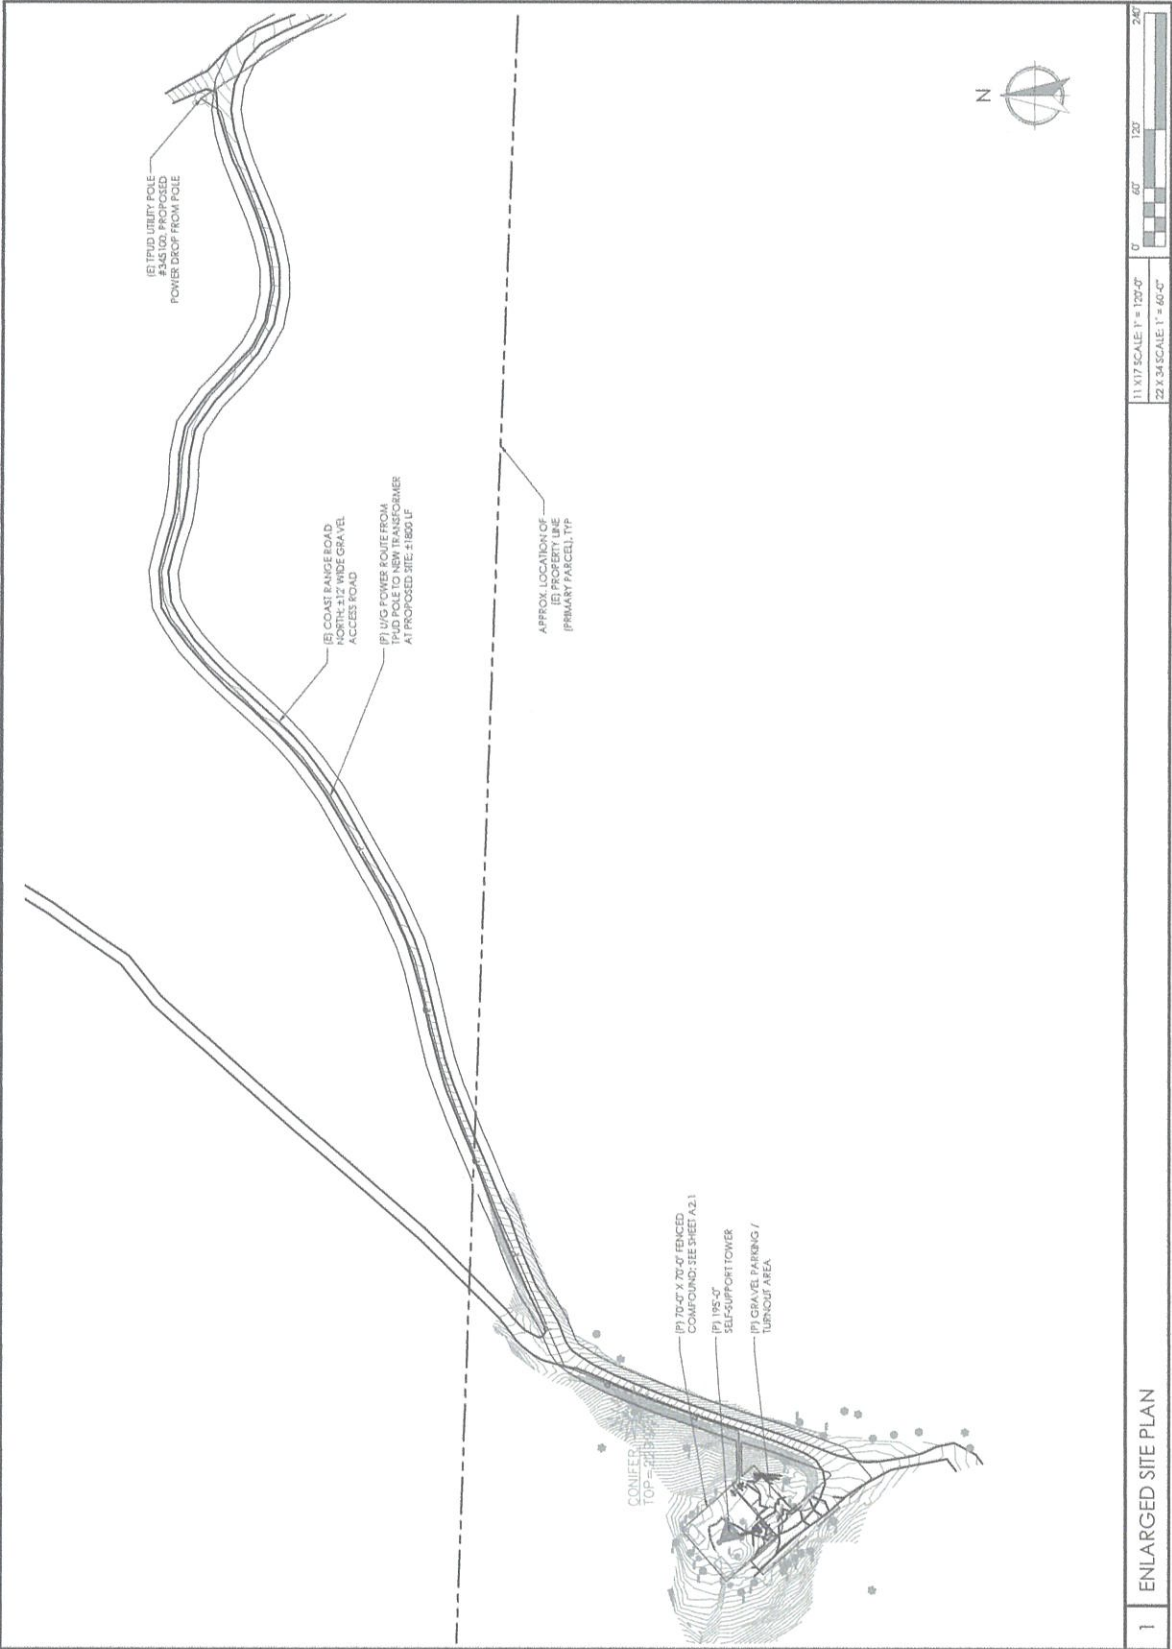 (E) TPUD UTILITY POLE
#345100, PROPOSED
POWER DROP FROM POLE
(E) COAST RANGE ROAD
NORTH; ±12' WIDE GRAVEL
ACCESS ROAD
(P) U/G POWER ROUTE FROM
TPUD POLE TO NEW TRANSFORMER
AT PROPOSED SITE; ±1800 LF
APPROX. LOCATION OF
(E) PROPERTY LINE
(PRIMARY PARCEL), TYP
(P) 70'-0" X 70'-0" FENCED
COMPOUND; SEE SHEET A2.1
(P) 195'-0"
SELF-SUPPORT TOWER
(P) GRAVEL PARKING /
TURNOUT AREA
CONIFER
TOP =
N
1
ENLARGED SITE PLAN
11 X 17 SCALE: 1" = 120'-0"
22 X 34 SCALE: 1" = 60'-0"
0' 60' 120' 240'